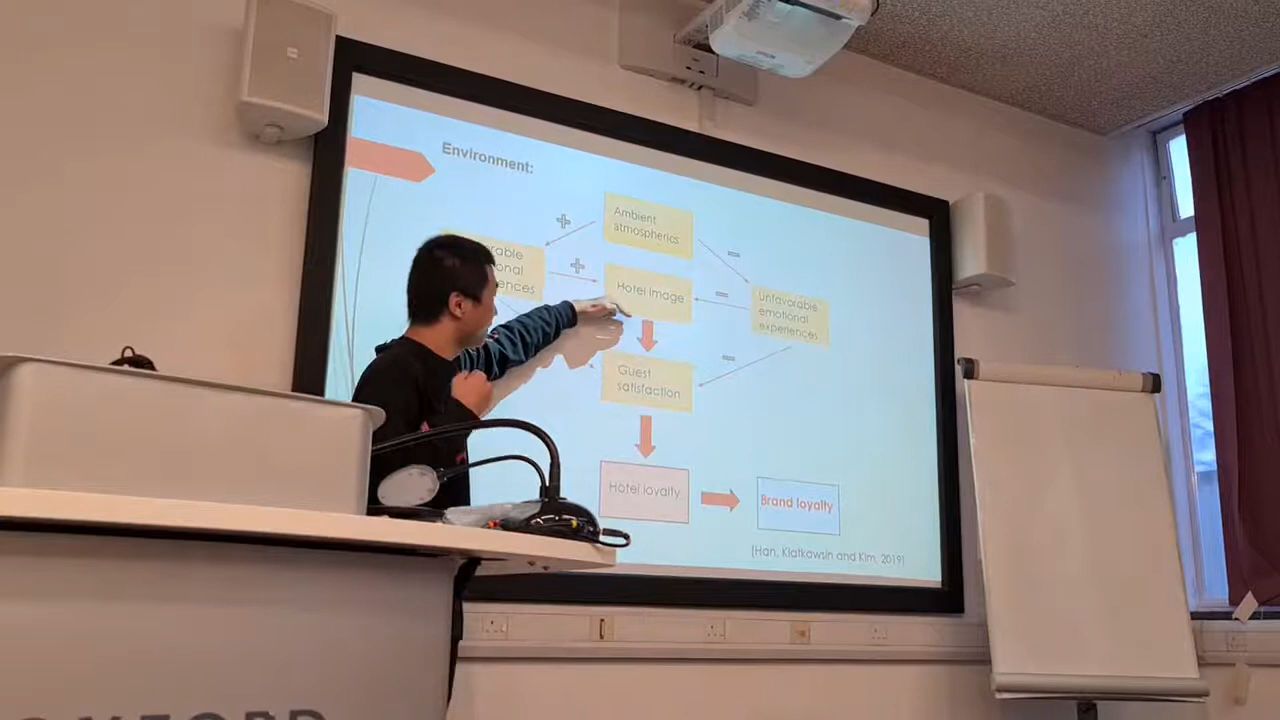 Environment:
Ambient
atmospherics
Hotel image
Unfavorable
emotional
experiences
Guest
satisfaction
Hotel loyalty
Brand loyalty
(Han, Kiatkawsin and Kim, 2019)